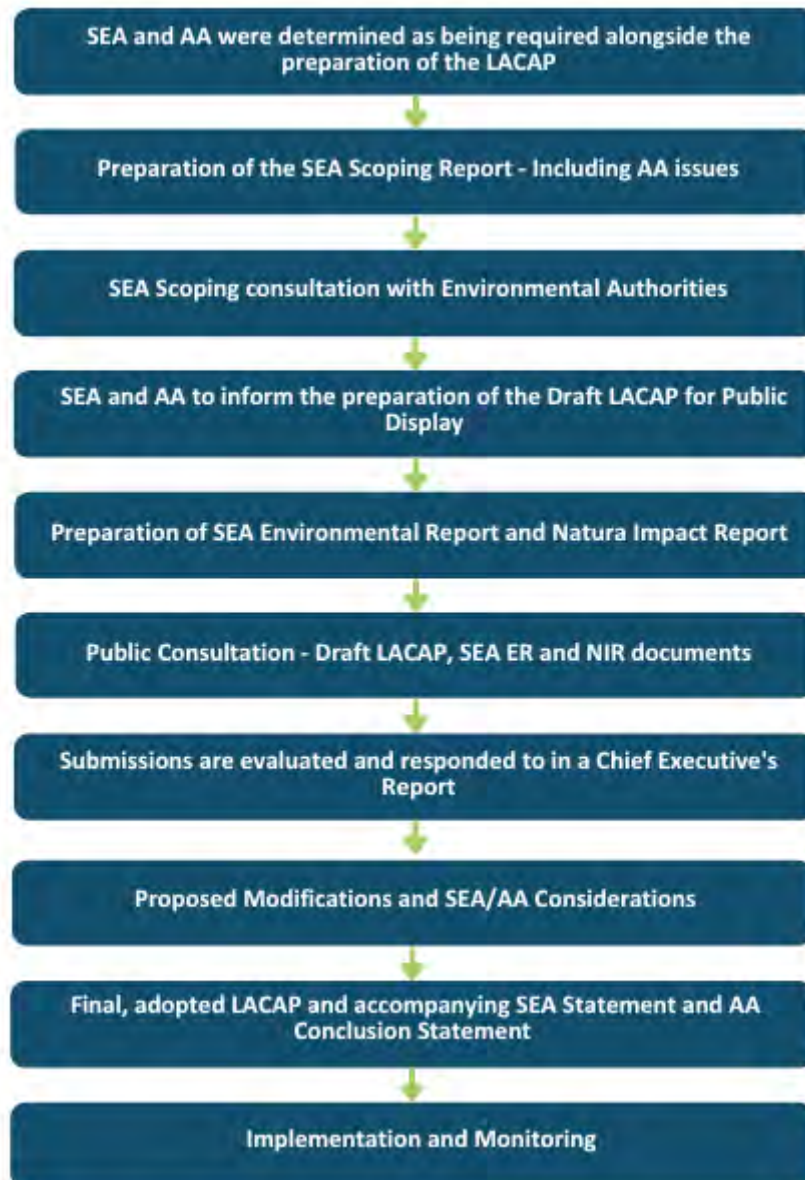 SEA and AA were determined as being required alongside the
preparation of the LACAP
Preparation of the SEA Scoping Report - Including AA issues
SEA Scoping consultation with Environmental Authorities
SEA and AA to inform the preparation of the Draft LACAP for Public
Display
Preparation of SEA Environmental Report and Natura Impact Report
Public Consultation - Draft LACAP, SEA ER and NIR documents
Submissions are evaluated and responded to in a Chief Executive's
Report
Proposed Modifications and SEA/AA Considerations
Final, adopted LACAP and accompanying SEA Statement and AA
Conclusion Statement
Implementation and Monitoring